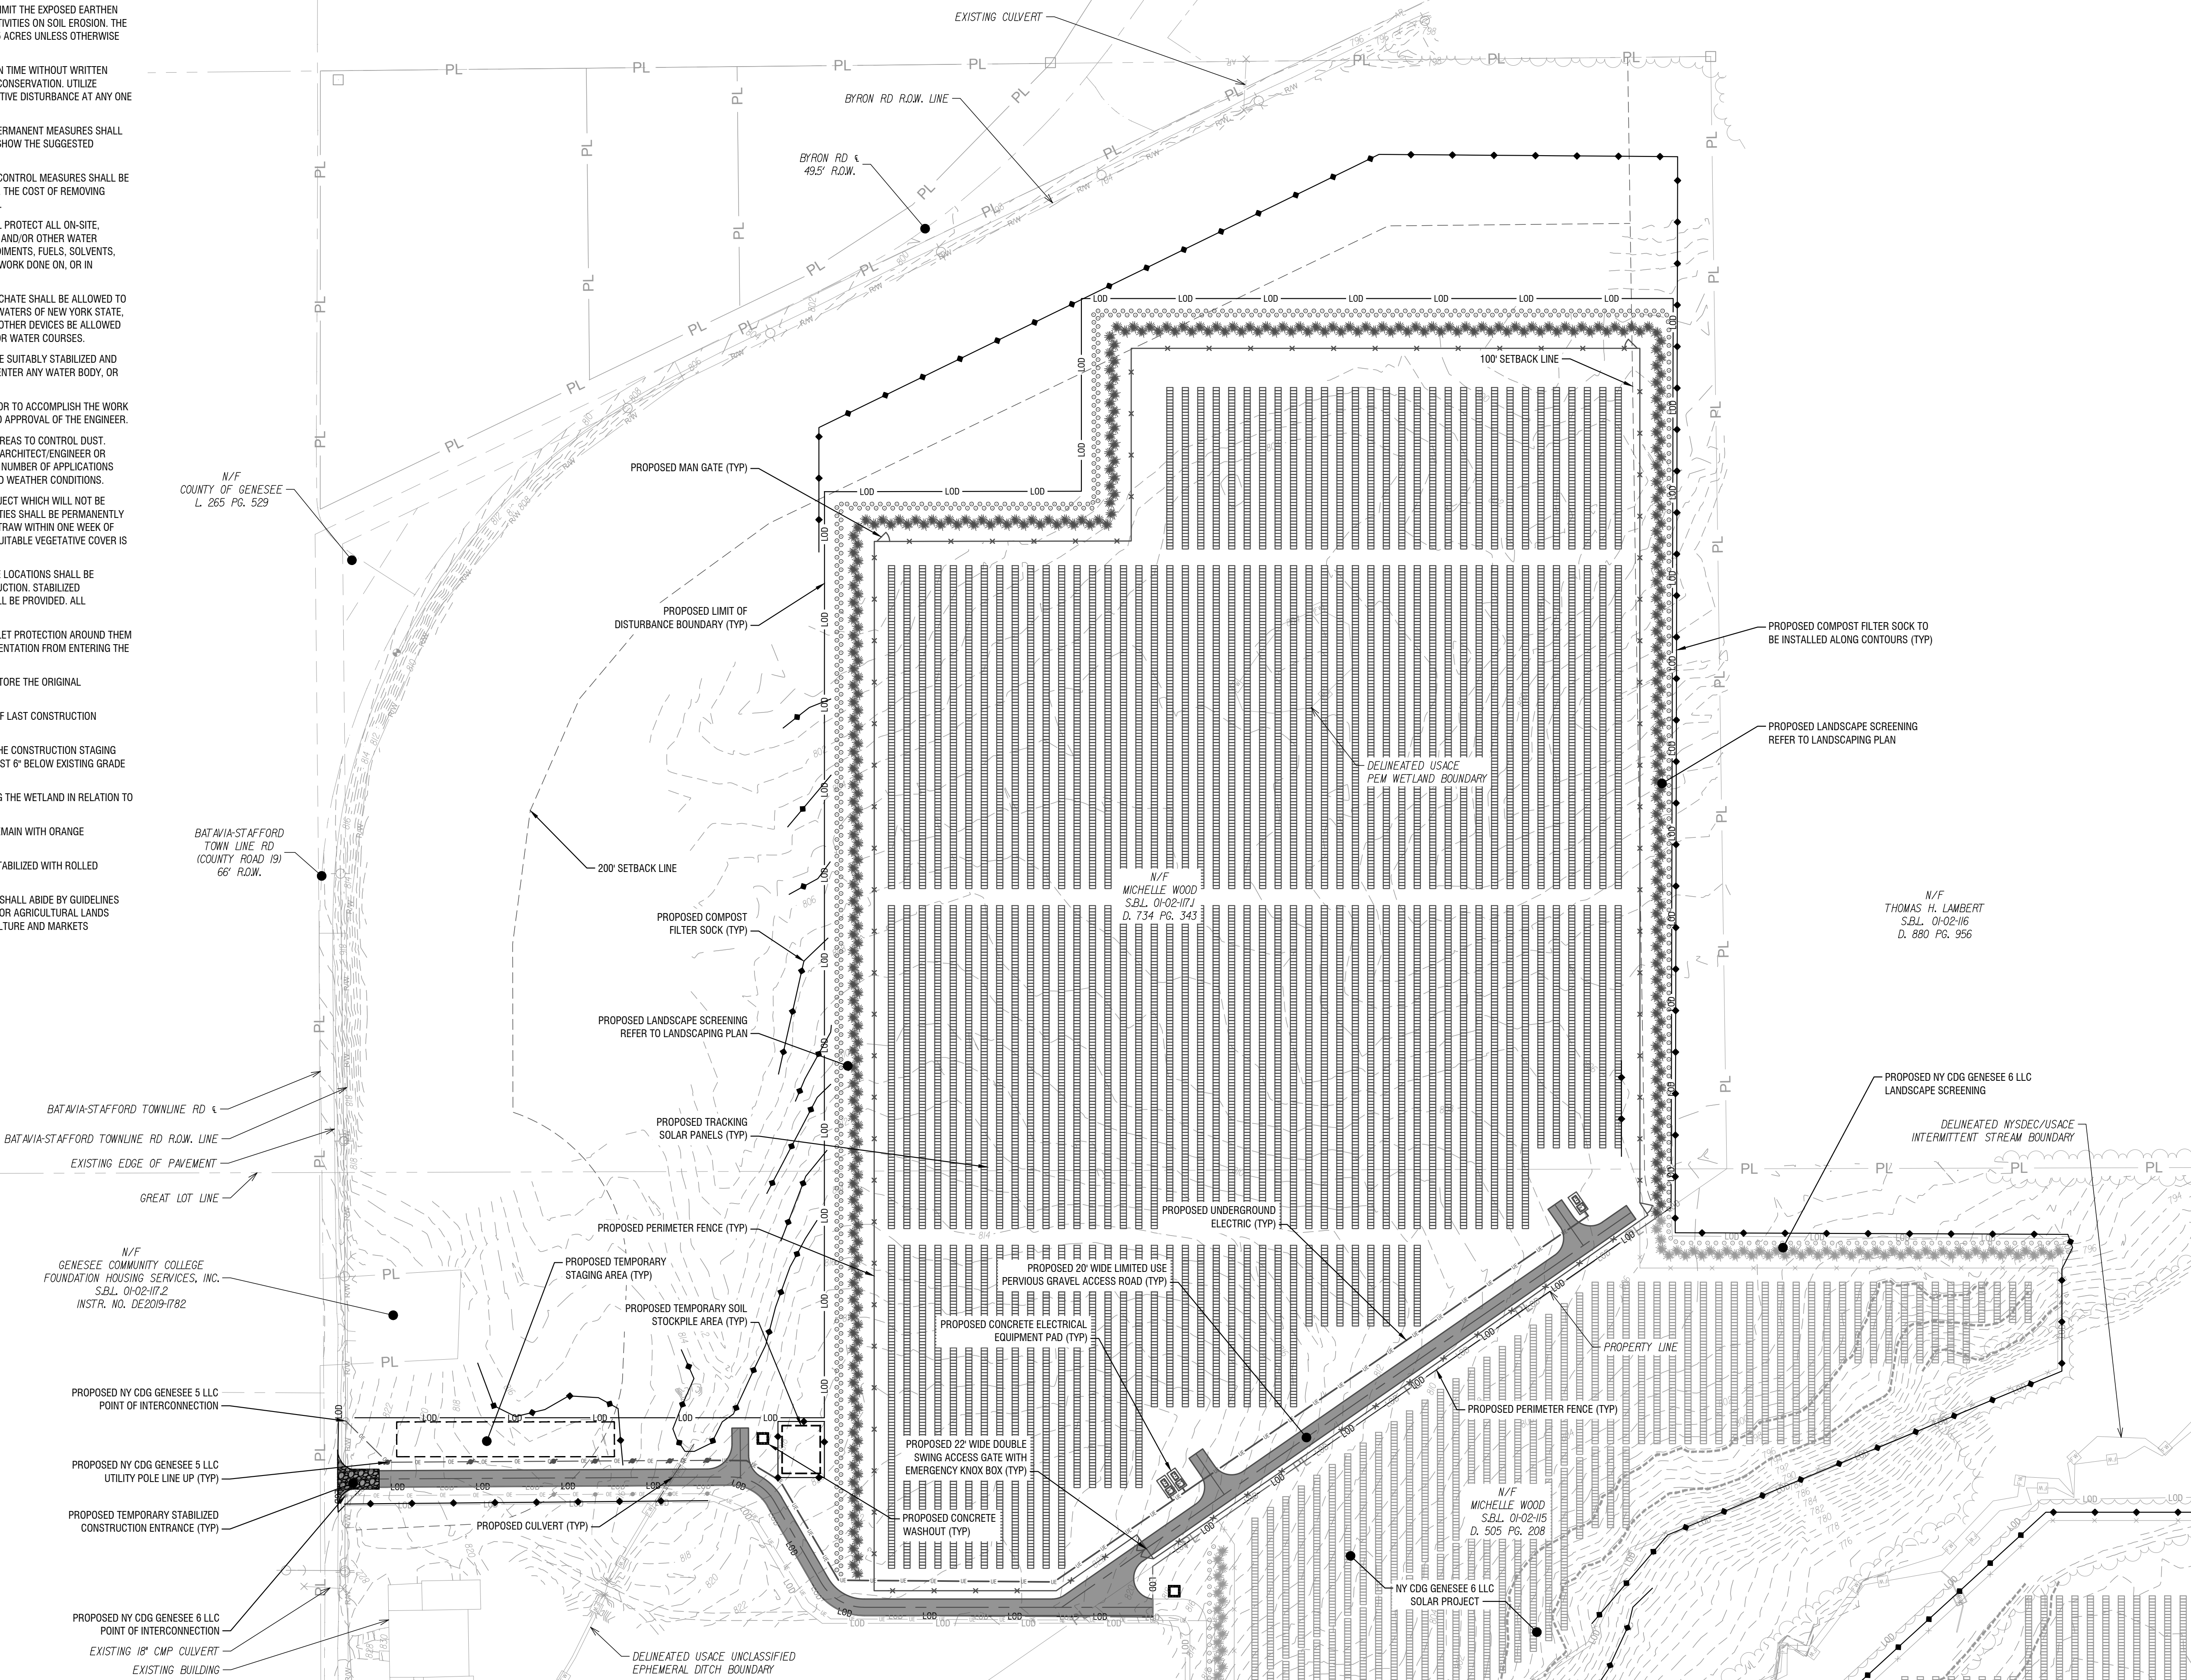 MIT THE EXPOSED EARTHEN
TIVITIES ON SOIL EROSION. THE
ACRES UNLESS OTHERWISE
N TIME WITHOUT WRITTEN
CONSERVATION. UTILIZE
TIVE DISTURBANCE AT ANY ONE
ERMANENT MEASURES SHALL
SHOW THE SUGGESTED
CONTROL MEASURES SHALL BE
THE COST OF REMOVING
L PROTECT ALL ON-SITE,
AND/OR OTHER WATER
DIMENTS, FUELS, SOLVENTS,
WORK DONE ON, OR IN
CHATE SHALL BE ALLOWED TO
WATERS OF NEW YORK STATE,
OTHER DEVICES BE ALLOWED
OR WATER COURSES.
E SUITABLY STABILIZED AND
ENTER ANY WATER BODY, OR
OR TO ACCOMPLISH THE WORK
D APPROVAL OF THE ENGINEER.
REAS TO CONTROL DUST.
ARCHITECT/ENGINEER OR
NUMBER OF APPLICATIONS
D WEATHER CONDITIONS.
JECT WHICH WILL NOT BE
TIES SHALL BE PERMANENTLY
TRAW WITHIN ONE WEEK OF
UITABLE VEGETATIVE COVER IS
E LOCATIONS SHALL BE
UCTION. STABILIZED
LL BE PROVIDED. ALL
LET PROTECTION AROUND THEM
ENTATION FROM ENTERING THE
TORE THE ORIGINAL
F LAST CONSTRUCTION
HE CONSTRUCTION STAGING
ST 6" BELOW EXISTING GRADE
G THE WETLAND IN RELATION TO
EMAIN WITH ORANGE
TABILIZED WITH ROLLED
SHALL ABIDE BY GUIDELINES
OR AGRICULTURAL LANDS
LTURE AND MARKETS
EXISTING CULVERT
BYRON RD R.O.W. LINE
BYRON RD ℄
49.5' R.O.W.
100' SETBACK LINE
PROPOSED MAN GATE (TYP)
N/F
COUNTY OF GENESEE
L. 265 PG. 529
PROPOSED LIMIT OF
DISTURBANCE BOUNDARY (TYP)
PROPOSED COMPOST FILTER SOCK TO
BE INSTALLED ALONG CONTOURS (TYP)
PROPOSED LANDSCAPE SCREENING
REFER TO LANDSCAPING PLAN
DELINEATED USACE
PEM WETLAND BOUNDARY
BATAVIA-STAFFORD
TOWN LINE RD
(COUNTY ROAD 19)
66' R.O.W.
200' SETBACK LINE
N/F
MICHELLE WOOD
S.B.L. 01-02-117.1
D. 734 PG. 343
N/F
THOMAS H. LAMBERT
S.B.L. 01-02-116
D. 880 PG. 956
PROPOSED COMPOST
FILTER SOCK (TYP)
PROPOSED LANDSCAPE SCREENING
REFER TO LANDSCAPING PLAN
PROPOSED NY CDG GENESEE 6 LLC
LANDSCAPE SCREENING
BATAVIA-STAFFORD TOWNLINE RD ℄
BATAVIA-STAFFORD TOWNLINE RD R.O.W. LINE
EXISTING EDGE OF PAVEMENT
GREAT LOT LINE
PROPOSED TRACKING
SOLAR PANELS (TYP)
DELINEATED NYSDEC/USACE
INTERMITTENT STREAM BOUNDARY
PROPOSED UNDERGROUND
ELECTRIC (TYP)
PROPOSED PERIMETER FENCE (TYP)
N/F
GENESEE COMMUNITY COLLEGE
FOUNDATION HOUSING SERVICES, INC.
S.B.L. 01-02-117.2
INSTR. NO. DE2019-1782
PROPOSED TEMPORARY
STAGING AREA (TYP)
PROPOSED 20' WIDE LIMITED USE
PERVIOUS GRAVEL ACCESS ROAD (TYP)
PROPOSED TEMPORARY SOIL
STOCKPILE AREA (TYP)
PROPOSED CONCRETE ELECTRICAL
EQUIPMENT PAD (TYP)
PROPERTY LINE
PROPOSED NY CDG GENESEE 5 LLC
POINT OF INTERCONNECTION
PROPOSED PERIMETER FENCE (TYP)
PROPOSED 22' WIDE DOUBLE
SWING ACCESS GATE WITH
EMERGENCY KNOX BOX (TYP)
PROPOSED NY CDG GENESEE 5 LLC
UTILITY POLE LINE UP (TYP)
N/F
MICHELLE WOOD
S.B.L. 01-02-115
D. 505 PG. 208
PROPOSED TEMPORARY STABILIZED
CONSTRUCTION ENTRANCE (TYP)
PROPOSED CULVERT (TYP)
PROPOSED CONCRETE
WASHOUT (TYP)
NY CDG GENESEE 6 LLC
SOLAR PROJECT
PROPOSED NY CDG GENESEE 6 LLC
POINT OF INTERCONNECTION
EXISTING 18" CMP CULVERT
EXISTING BUILDING
DELINEATED USACE UNCLASSIFIED
EPHEMERAL DITCH BOUNDARY